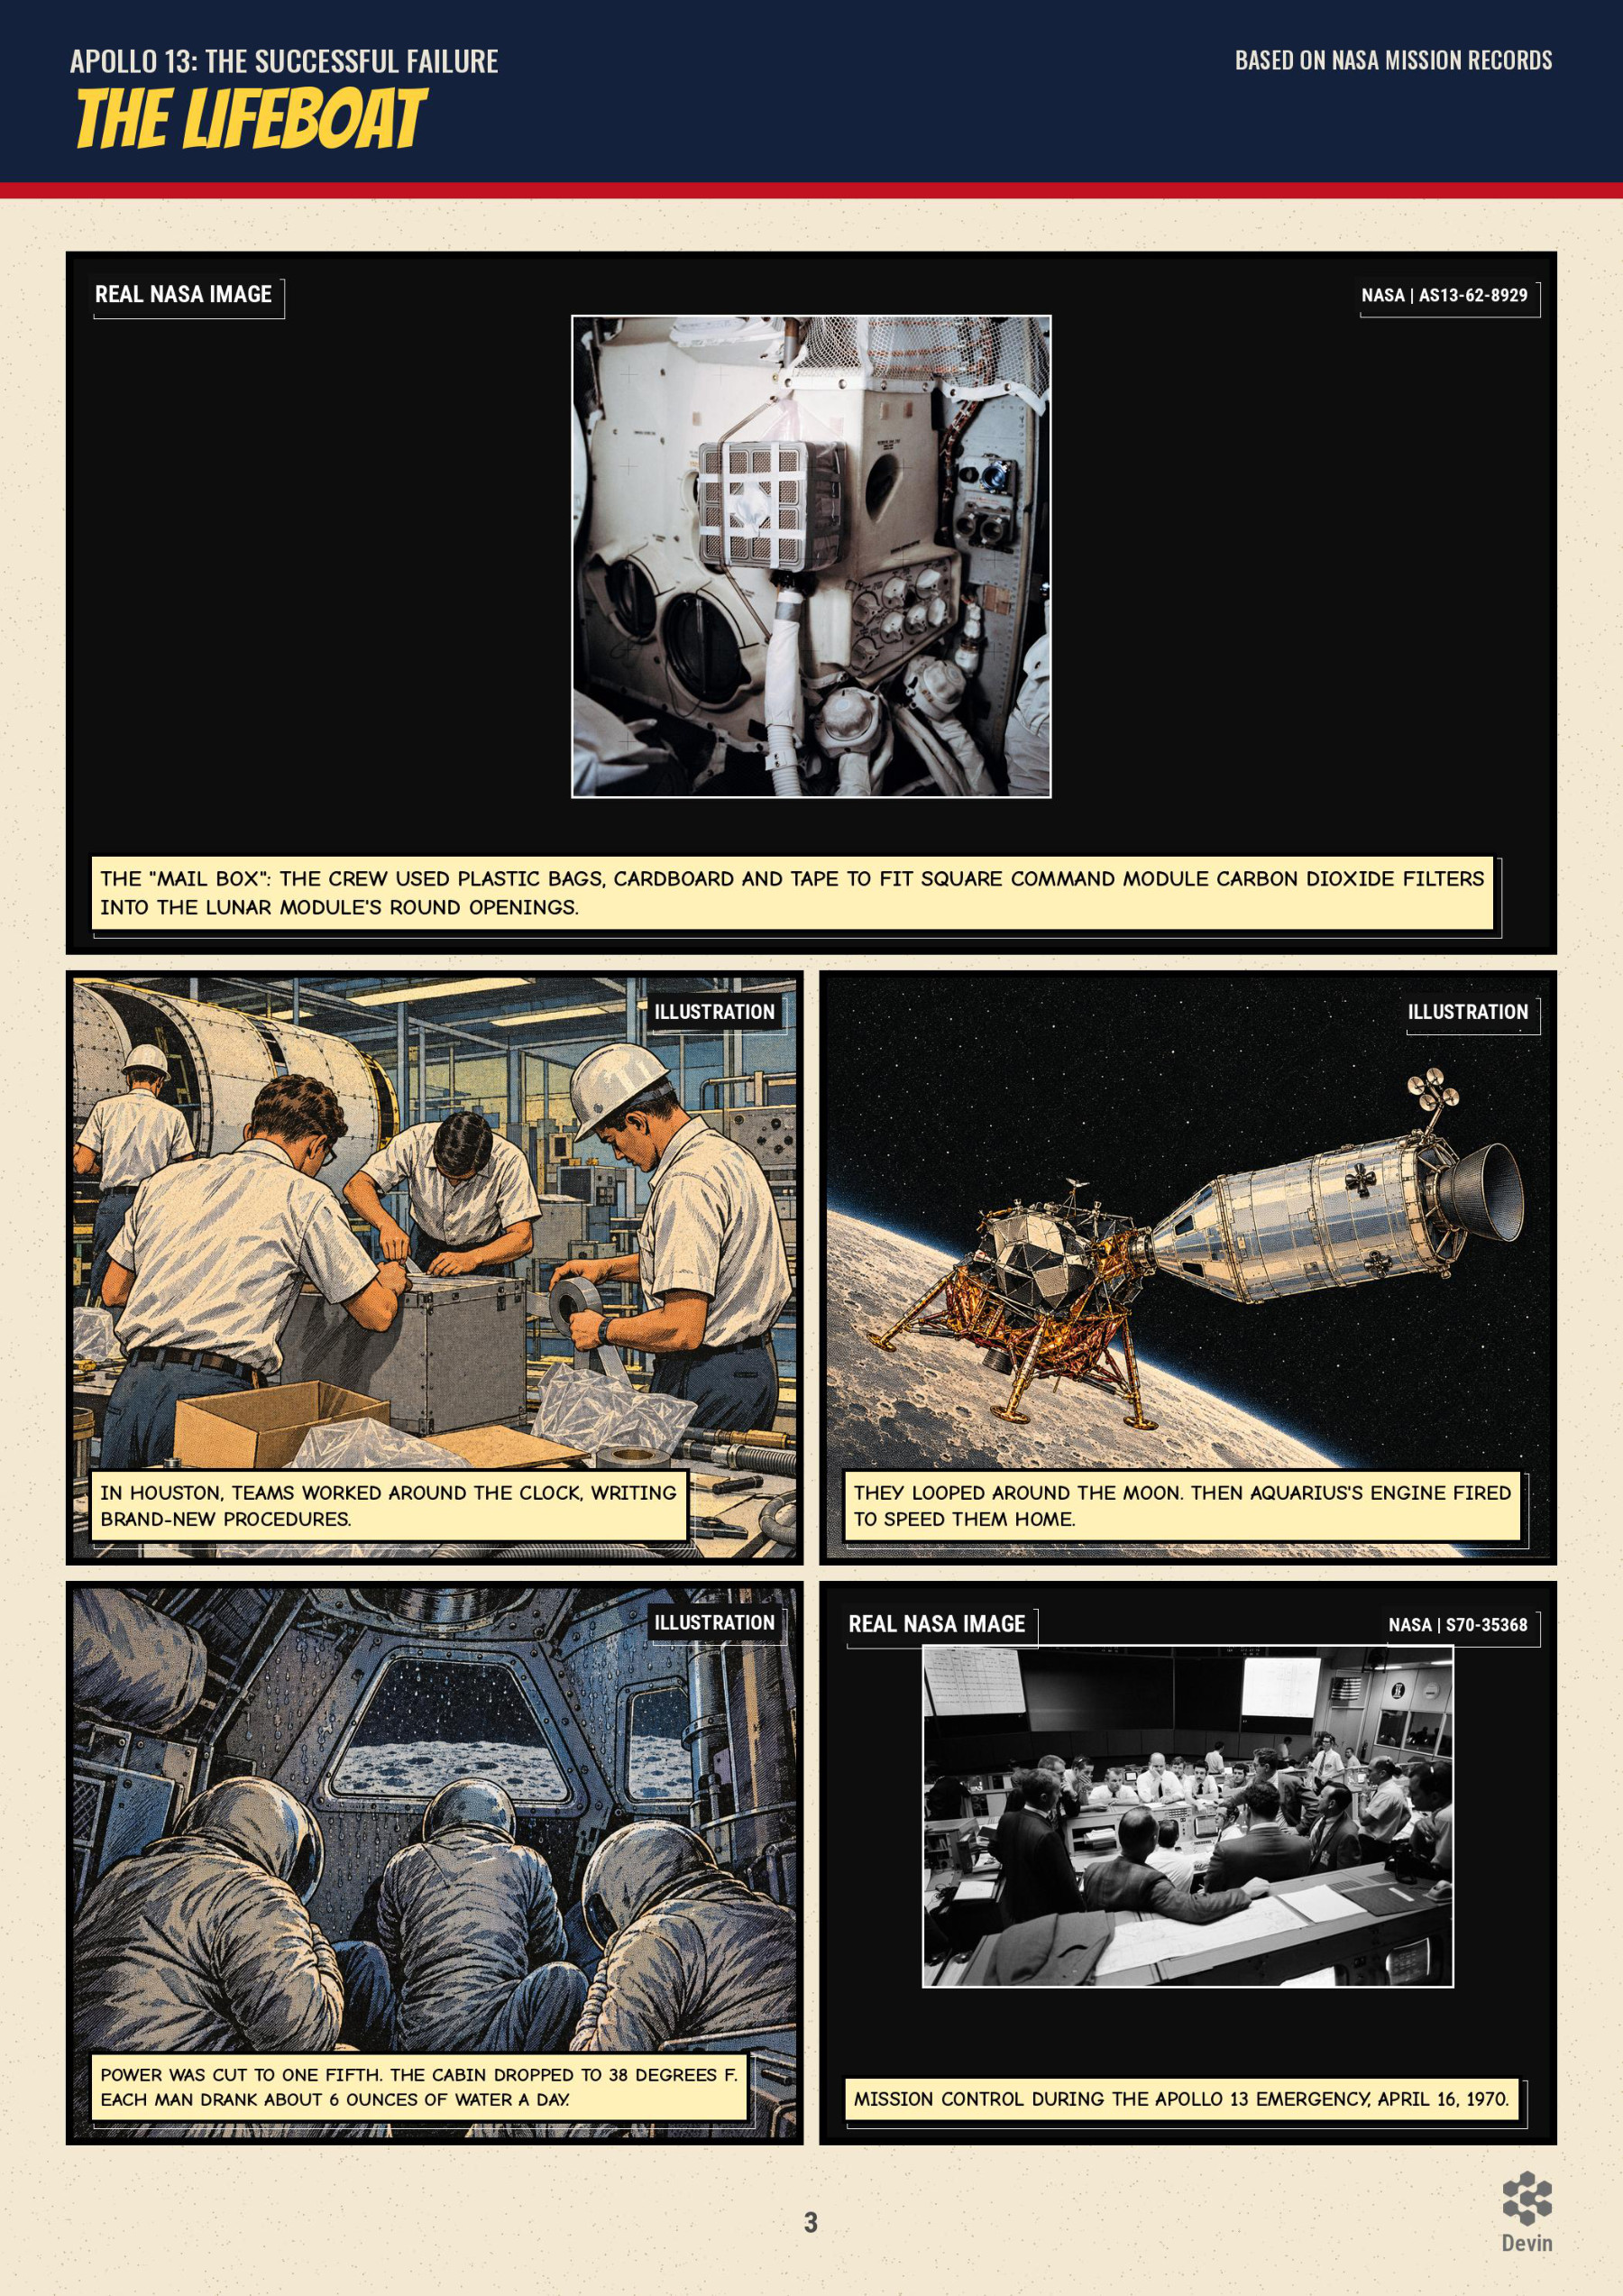 APOLLO 13: THE SUCCESSFUL FAILURE
BASED ON NASA MISSION RECORDS
THE LIFEBOAT
REAL NASA IMAGE
NASA | AS13-62-8929
THE "MAIL BOX": THE CREW USED PLASTIC BAGS, CARDBOARD AND TAPE TO FIT SQUARE COMMAND MODULE CARBON DIOXIDE FILTERS
INTO THE LUNAR MODULE'S ROUND OPENINGS.
ILLUSTRATION
IN HOUSTON, TEAMS WORKED AROUND THE CLOCK, WRITING
BRAND-NEW PROCEDURES.
ILLUSTRATION
THEY LOOPED AROUND THE MOON. THEN AQUARIUS'S ENGINE FIRED
TO SPEED THEM HOME.
ILLUSTRATION
POWER WAS CUT TO ONE FIFTH. THE CABIN DROPPED TO 38 DEGREES F.
EACH MAN DRANK ABOUT 6 OUNCES OF WATER A DAY.
REAL NASA IMAGE
NASA | S70-35368
MISSION CONTROL DURING THE APOLLO 13 EMERGENCY, APRIL 16, 1970.
3
Devin